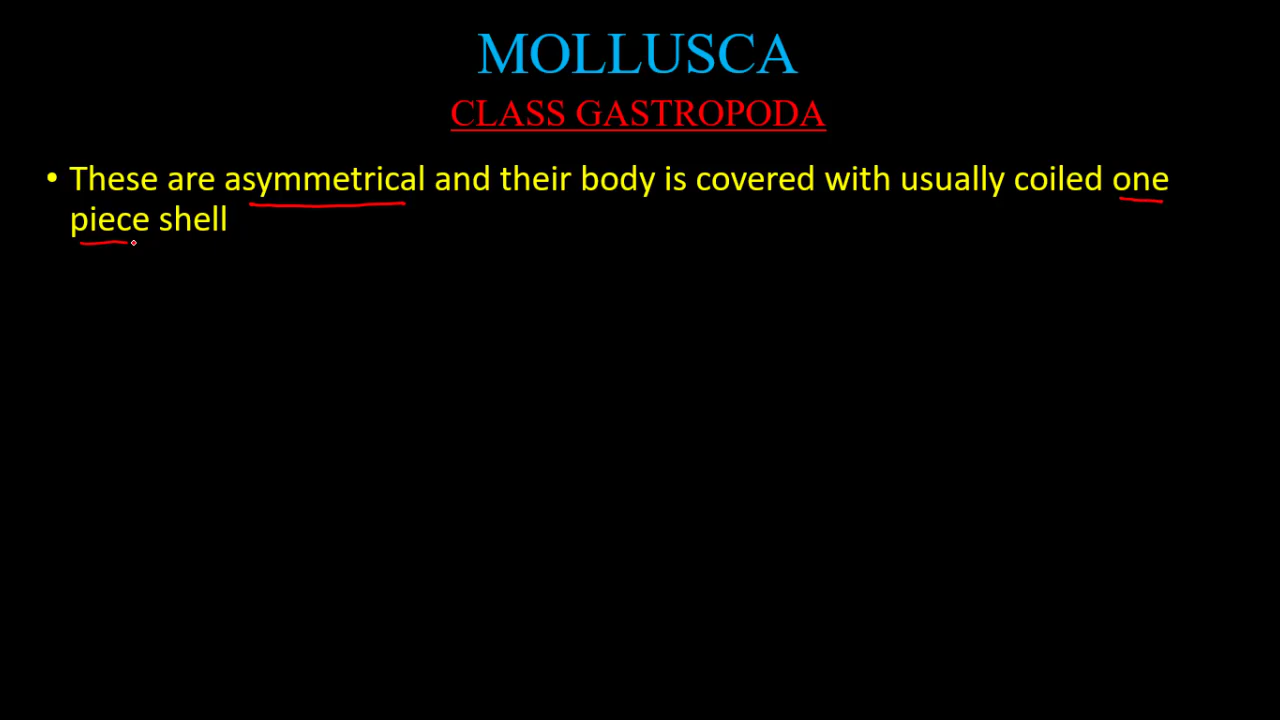 MOLLUSCA
CLASS GASTROPODA
• These are asymmetrical and their body is covered with usually coiled one
piece shell